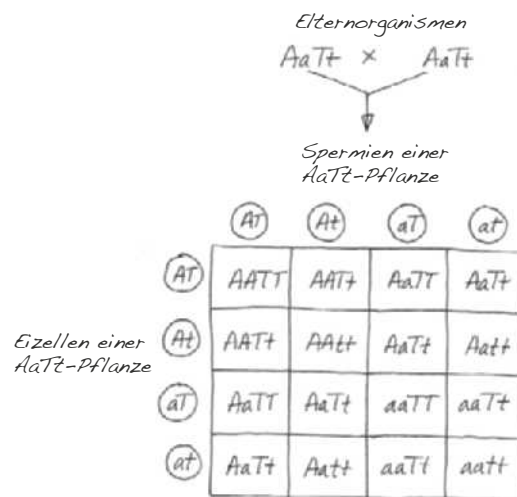 Elternorganismen
AaTt × AaTt
Spermien einer
AaTt-Pflanze
AT At aT at
AT AATT AATt AaTT AaTt
Eizellen einer
AaTt-Pflanze
At AATt AAtt AaTt Aatt
aT AaTT AaTt aaTT aaTt
at AaTt Aatt aaTt aatt